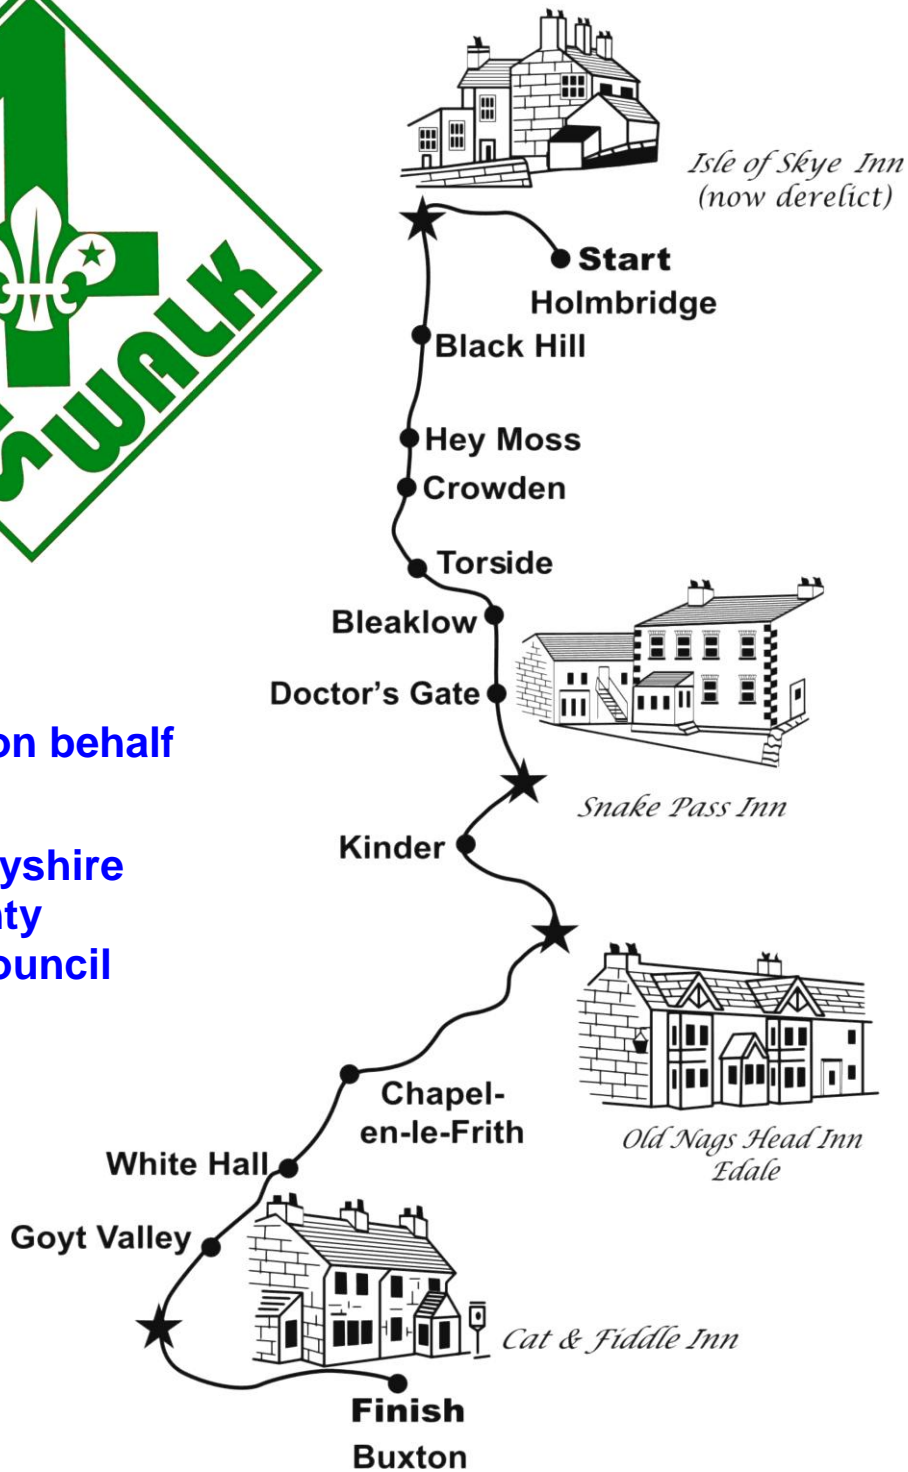 Isle of Skye Inn
(now derelict)
Start
Holmbridge
Black Hill
WALK
Hey Moss
Crowden
Torside
Bleaklow
Doctor's Gate
on behalf
Snake Pass Inn
Kinder
yshire
nty
ouncil
Chapel-
en-le-Frith
Old Nags Head Inn
Edale
White Hall
Goyt Valley
Cat & Fiddle Inn
Finish
Buxton